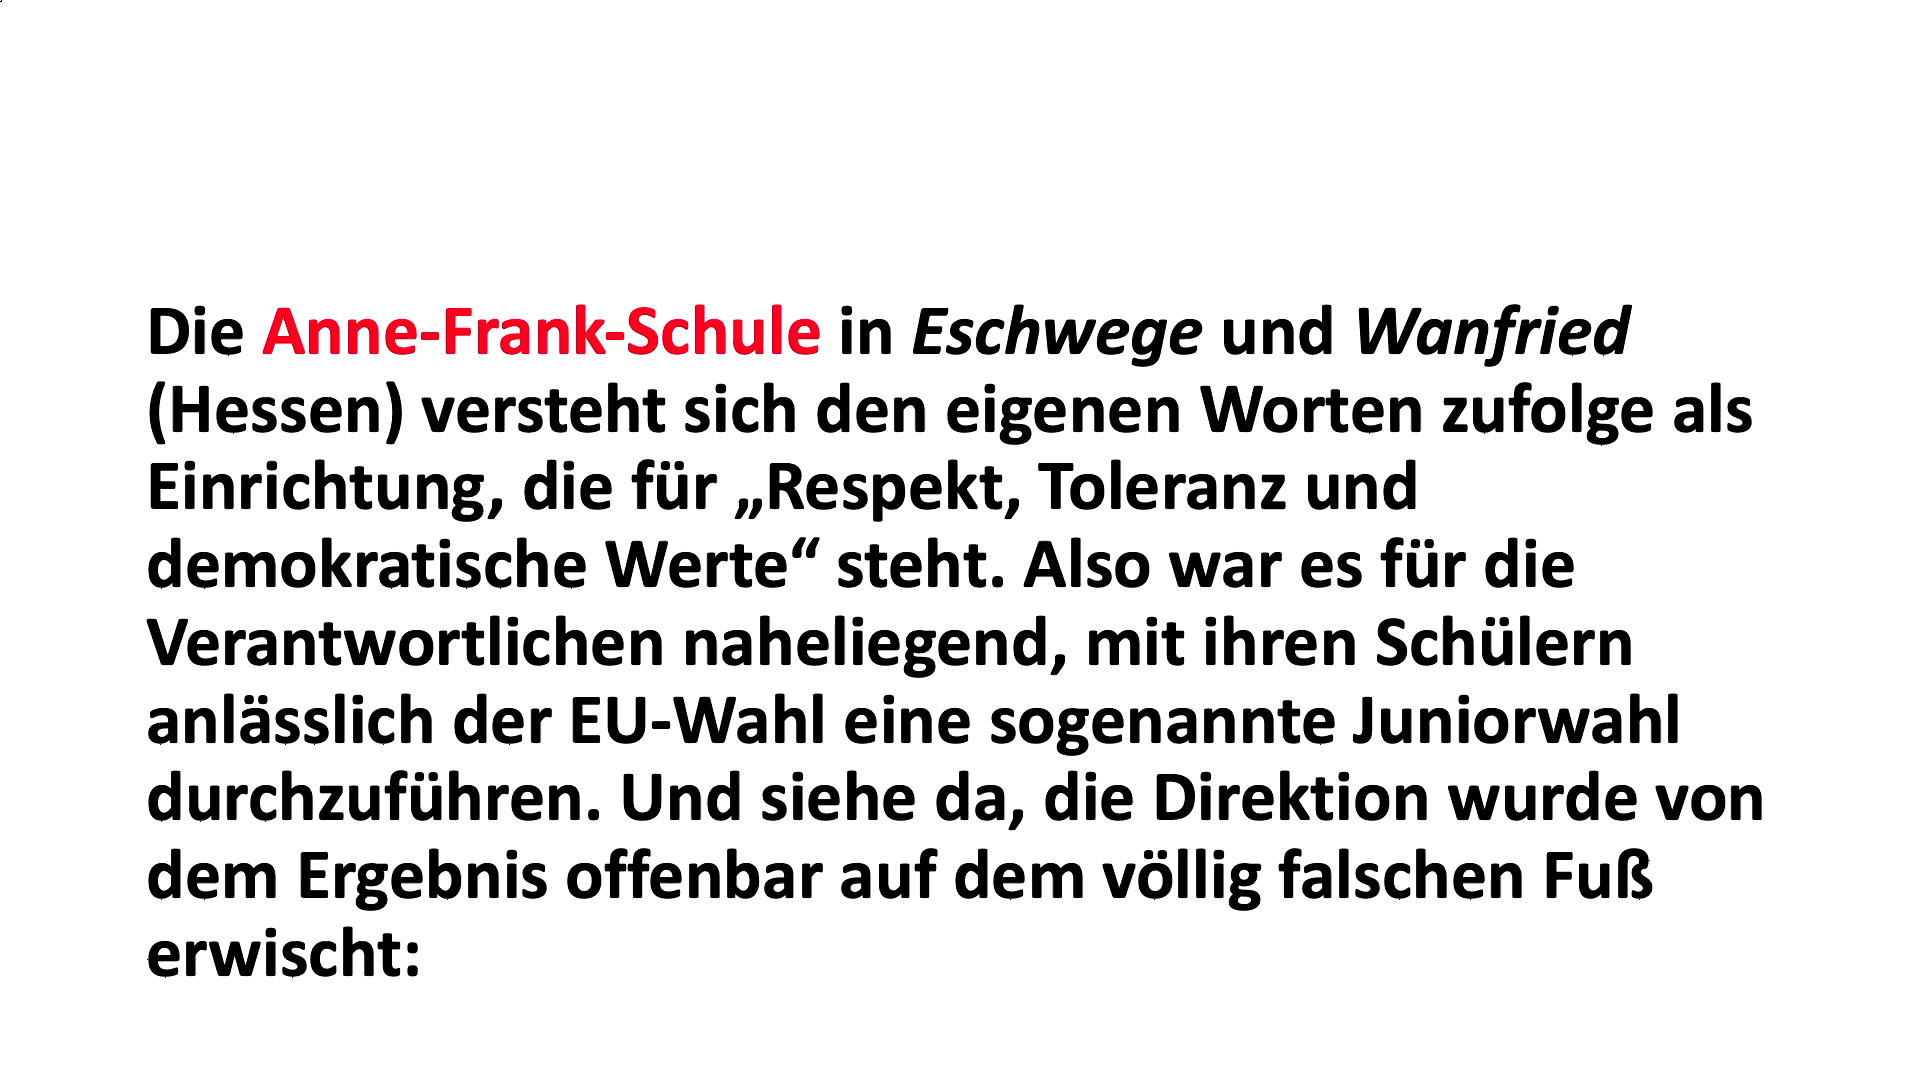 Die Anne-Frank-Schule in Eschwege und Wanfried
(Hessen) versteht sich den eigenen Worten zufolge als
Einrichtung, die für „Respekt, Toleranz und
demokratische Werte“ steht. Also war es für die
Verantwortlichen naheliegend, mit ihren Schülern
anlässlich der EU-Wahl eine sogenannte Juniorwahl
durchzuführen. Und siehe da, die Direktion wurde von
dem Ergebnis offenbar auf dem völlig falschen Fuß
erwischt: